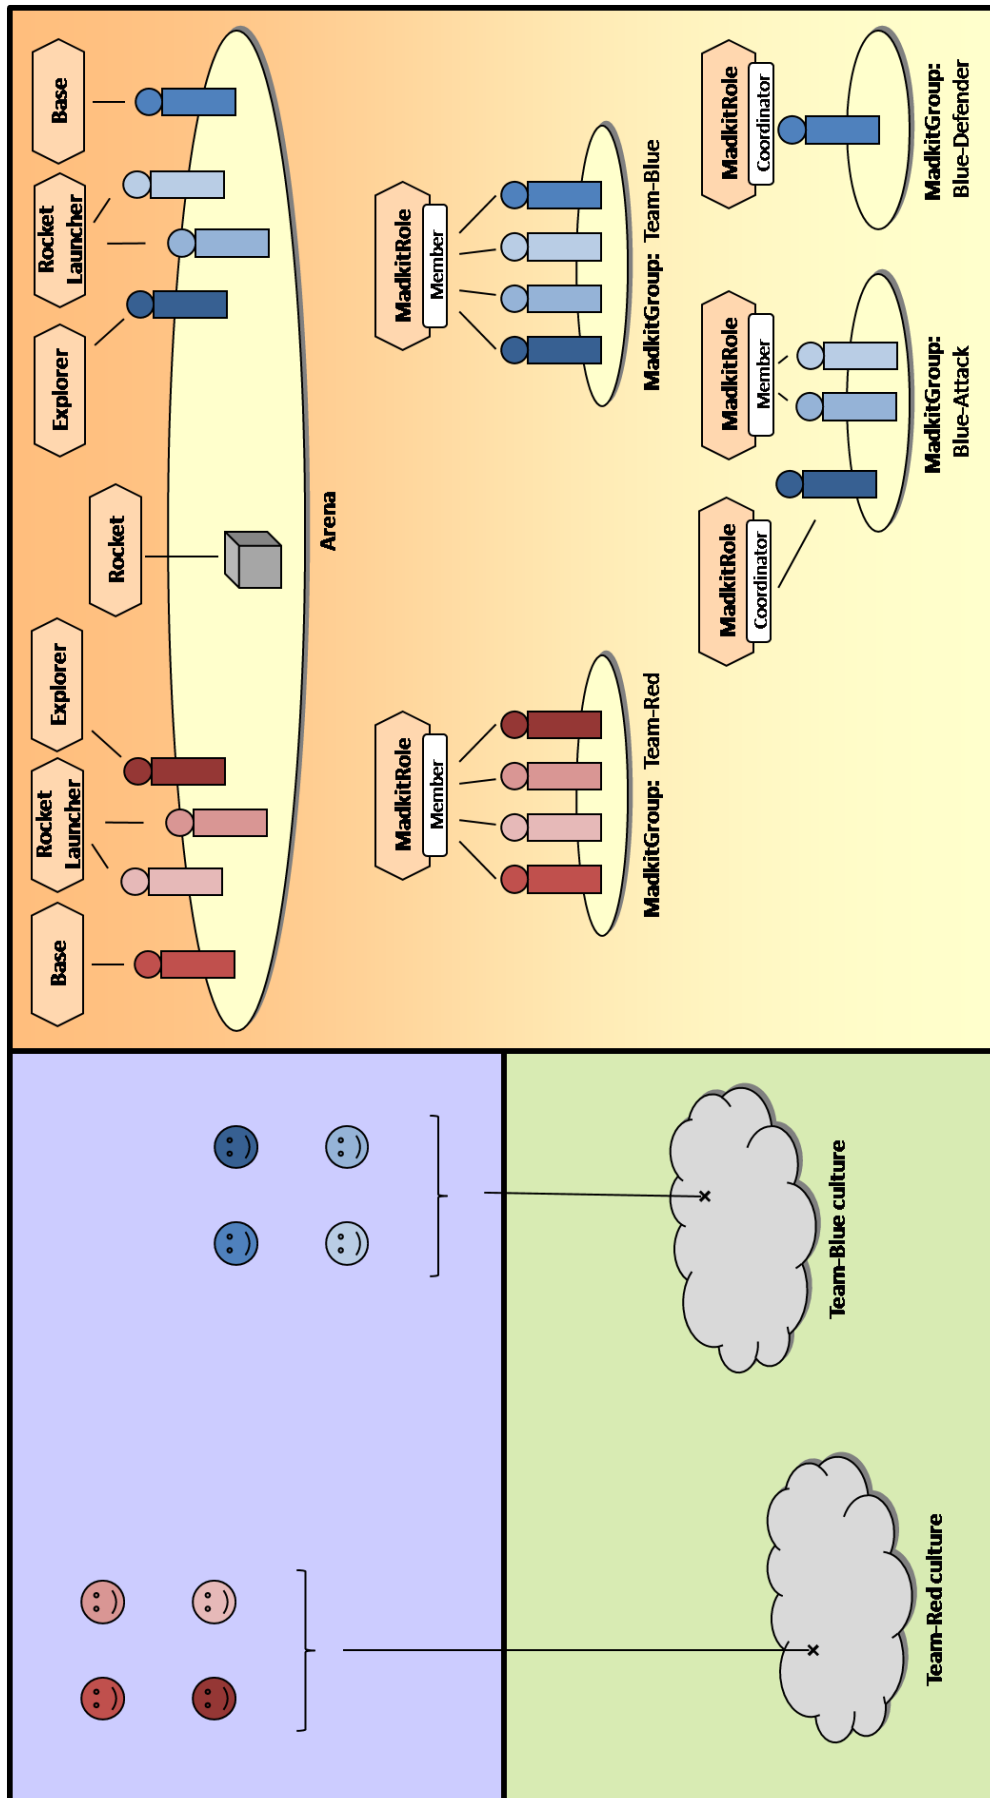 Base
Rocket
Launcher
Explorer
Rocket
Explorer
Rocket
Launcher
Base
Arena
MadkitRole
Member
MadkitGroup: Team-Red
MadkitRole
Member
MadkitGroup: Team-Blue
MadkitRole
Coordinator
MadkitRole
Member
MadkitGroup:
Blue-Attack
MadkitRole
Coordinator
MadkitGroup:
Blue-Defender
Team-Red culture
Team-Blue culture